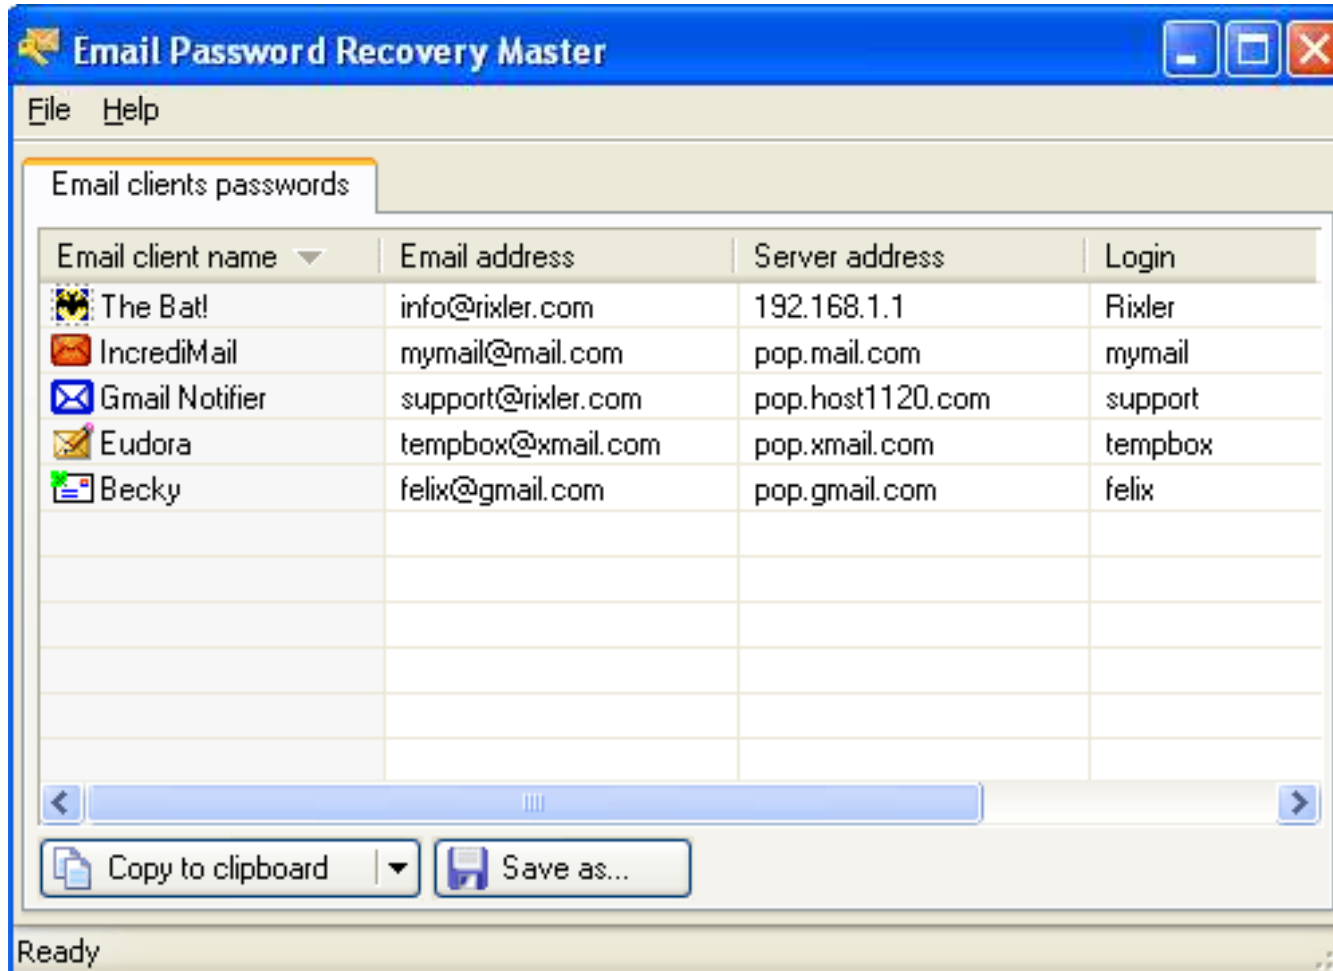 Email Password Recovery Master
File Help
Email clients passwords
Email client name Email address Server address Login
The Bat! info@rixler.com 192.168.1.1 Rixler
IncrediMail mymail@mail.com pop.mail.com mymail
Gmail Notifier support@rixler.com pop.host1120.com support
Eudora tempbox@xmail.com pop.xmail.com tempbox
Becky felix@gmail.com pop.gmail.com felix
Copy to clipboard Save as...
Ready